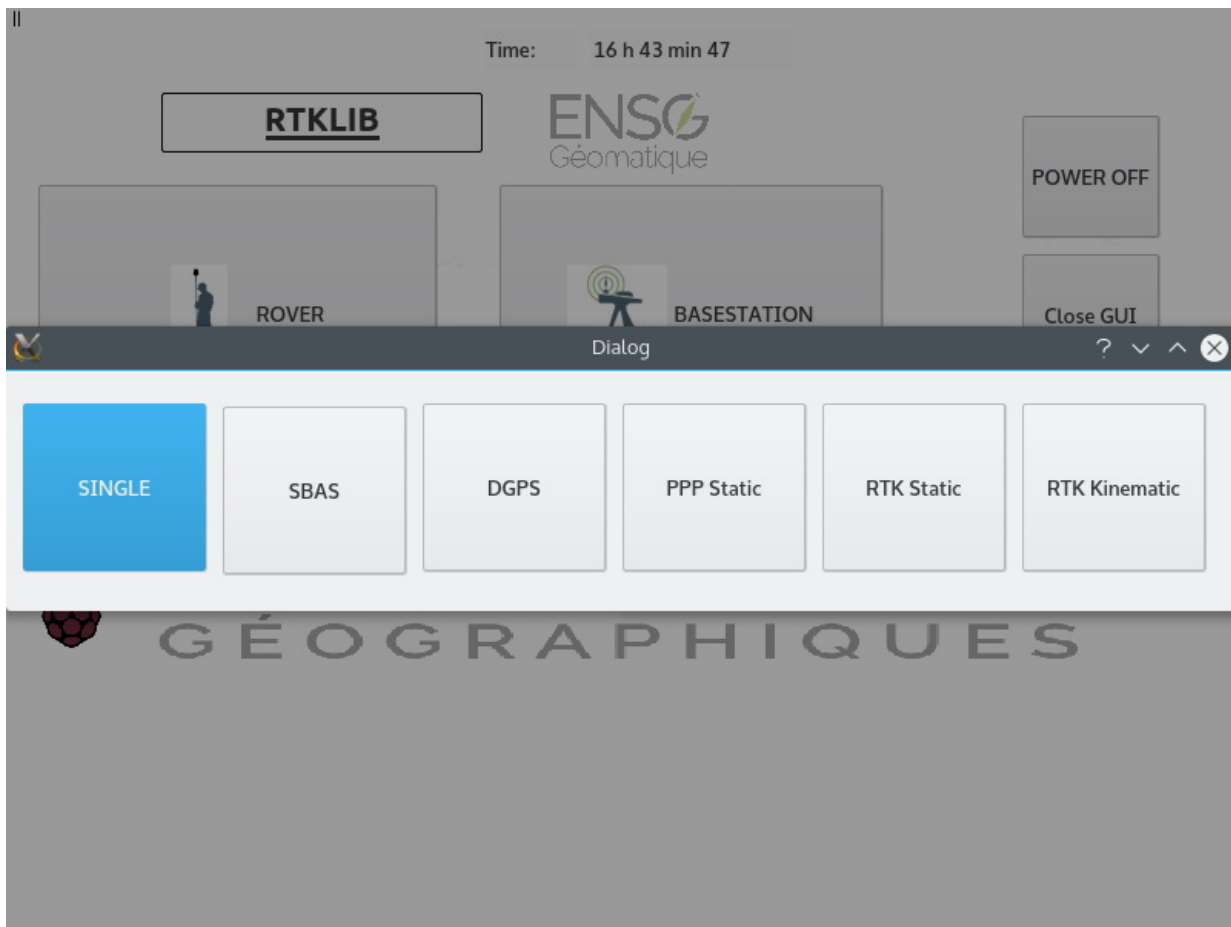 Time: 16 h 43 min 47
RTKLIB
ENSG
Géomatique
POWER OFF
ROVER
BASESTATION
Close GUI
Dialog
SINGLE
SBAS
DGPS
PPP Static
RTK Static
RTK Kinematic
GÉOGRAPHIQUES